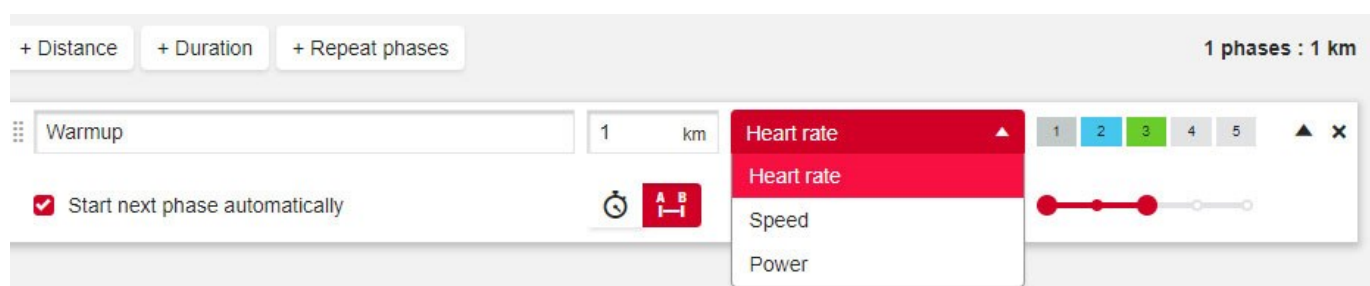 + Distance + Duration + Repeat phases 1 phases : 1 km
Warmup 1 km Heart rate 1 2 3 4 5
Heart rate
Start next phase automatically A B
Speed
Power